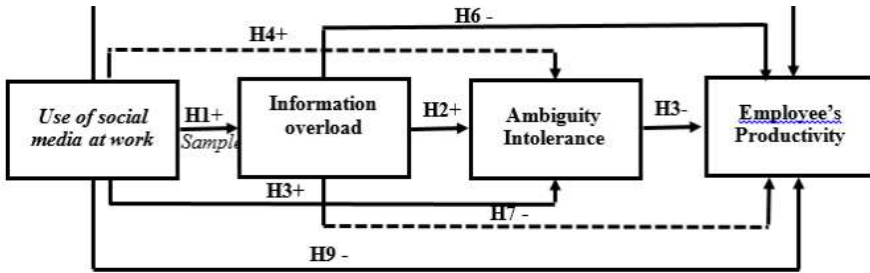 H6 -
H4+
Use of social
media at work
H1+
Sample
Information
overload
H2+
Ambiguity
Intolerance
H3-
Employee's
Productivity
H3+
H7 -
H9 -